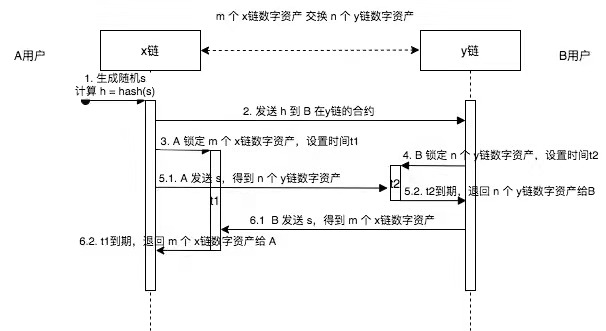 m 个 x链数字资产 交换 n 个 y链数字资产
A用户
x链
y链
B用户
1. 生成随机s
计算 h = hash(s)
2. 发送 h 到 B 在y链的合约
3. A 锁定 m 个 x链数字资产，设置时间t1
4. B 锁定 n 个 y链数字资产，设置时间t2
5.1. A 发送 s，得到 n 个 y链数字资产
t2
5.2. t2到期，退回 n 个 y链数字资产给B
t1
6.1 B 发送 s，得到 m 个 x链数字资产
6.2. t1到期，退回 m 个 x链数字资产给 A